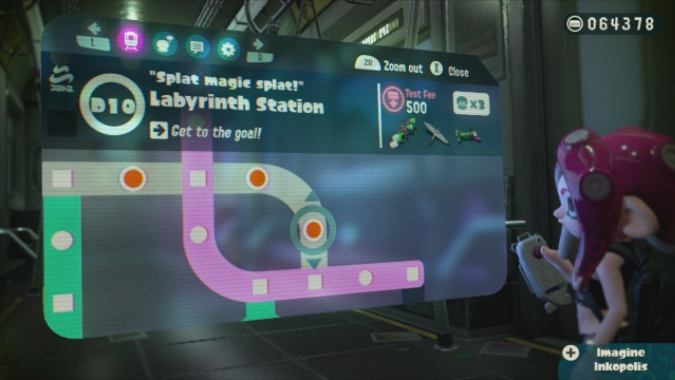 064378
L
R
ZR Zoom out X Close
D10
"Splat magic splat!"
Labyrinth Station
Get to the goal!
Test Fee
500
x3
Imagine
Inkopolis